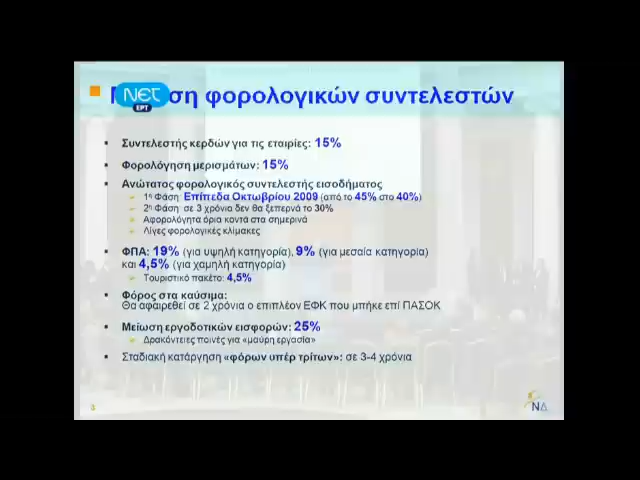 NET
ΕΡΤ
ση φορολογικών συντελεστών
Συντελεστής κερδών για τις εταιρίες: 15%
Φορολόγηση μερισμάτων: 15%
Ανώτατος φορολογικός συντελεστής εισοδήματος
1η Φάση: Επίπεδα Οκτωβρίου 2009 (από το 45% στο 40%)
2η Φάση: σε 3 χρόνια δεν θα ξεπερνά το 30%
Αφορολόγητα όρια κοντά στα σημερινά
Λίγες φορολογικές κλίμακες
ΦΠΑ: 19% (για υψηλή κατηγορία), 9% (για μεσαία κατηγορία)
και 4,5% (για χαμηλή κατηγορία)
Τουριστικό πακέτο: 4,5%
Φόρος στα καύσιμα:
Θα αφαιρεθεί σε 2 χρόνια ο επιπλέον ΕΦΚ που μπήκε επί ΠΑΣΟΚ
Μείωση εργοδοτικών εισφορών: 25%
Δρακόντειες ποινές για «μαύρη εργασία»
Σταδιακή κατάργηση «φόρων υπέρ τρίτων»: σε 3-4 χρόνια
3
ΝΔ